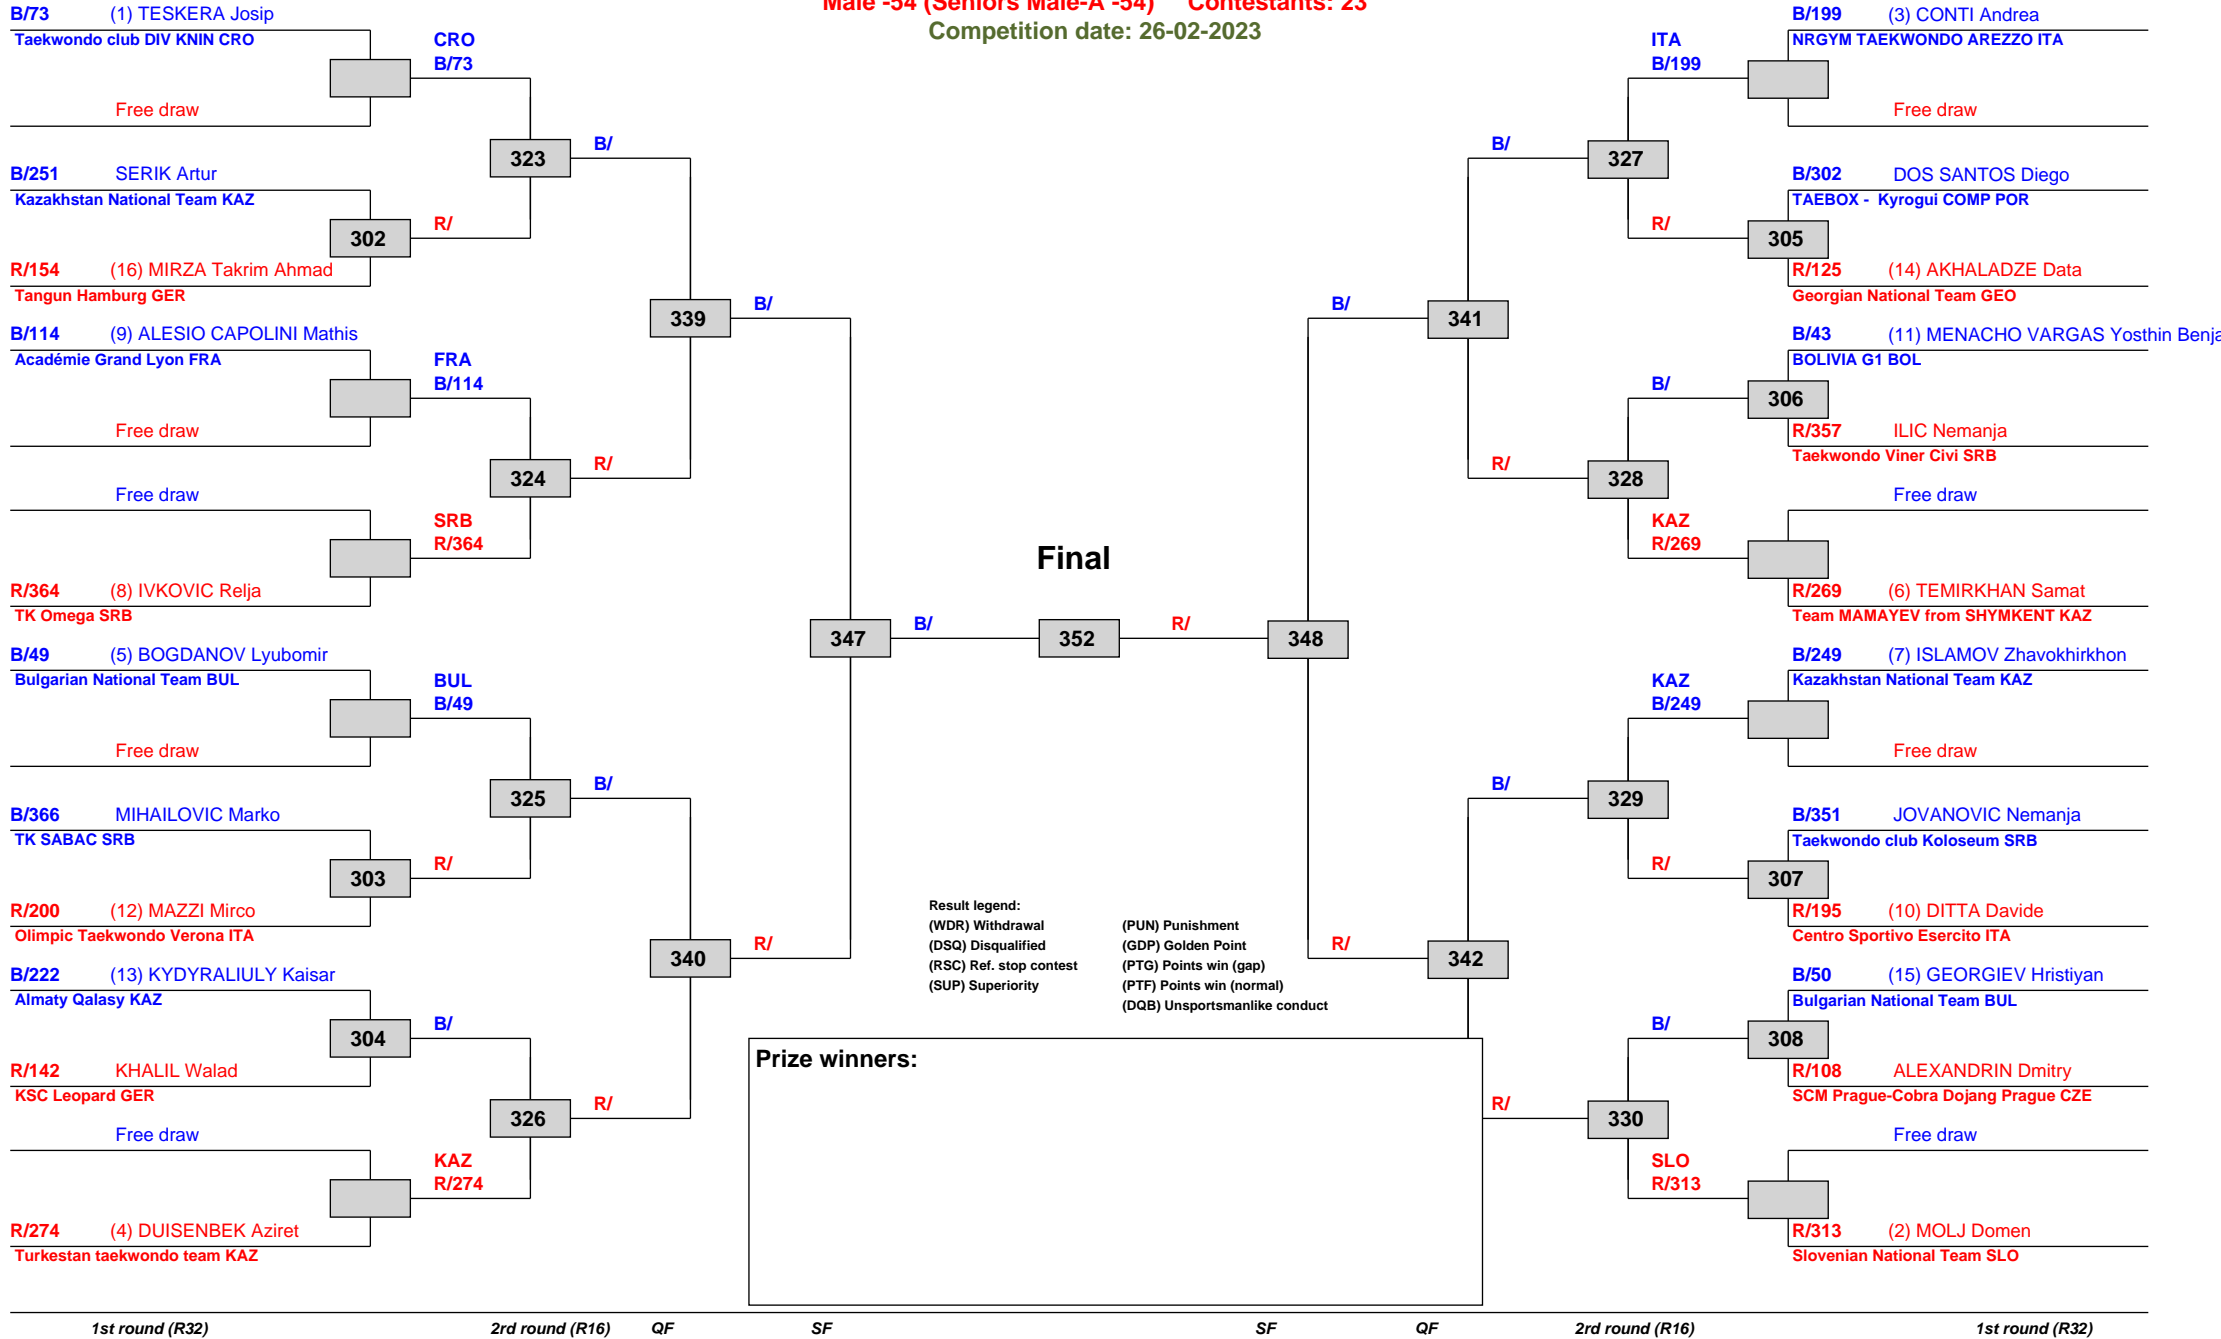 Male -54 (Seniors Male-A -54) Contestants: 23
Competition date: 26-02-2023
B/73 (1) TESKERA Josip
Taekwondo club DIV KNIN CRO
CRO
B/73
Free draw
323
B/
B/251 SERIK Artur
Kazakhstan National Team KAZ
302
R/
R/154 (16) MIRZA Takrim Ahmad
Tangun Hamburg GER
339
B/
B/114 (9) ALESIO CAPOLINI Mathis
Académie Grand Lyon FRA
FRA
B/114
Free draw
324
R/
Free draw
SRB
R/364
R/364 (8) IVKOVIC Relja
TK Omega SRB
347
B/
B/49 (5) BOGDANOV Lyubomir
Bulgarian National Team BUL
BUL
B/49
Free draw
325
B/
B/366 MIHAILOVIC Marko
TK SABAC SRB
303
R/
R/200 (12) MAZZI Mirco
Olimpic Taekwondo Verona ITA
340
R/
B/222 (13) KYDYRALIULY Kaisar
Almaty Qalasy KAZ
304
B/
R/142 KHALIL Walad
KSC Leopard GER
326
R/
Free draw
KAZ
R/274
R/274 (4) DUISENBEK Aziret
Turkestan taekwondo team KAZ
Final
352
R/
348
B/199 (3) CONTI Andrea
NRGYM TAEKWONDO AREZZO ITA
ITA
B/199
Free draw
B/
327
B/302 DOS SANTOS Diego
TAEBOX - Kyrogui COMP POR
R/
305
R/125 (14) AKHALADZE Data
Georgian National Team GEO
B/
341
B/43 (11) MENACHO VARGAS Yosthin Benja
BOLIVIA G1 BOL
B/
306
R/357 ILIC Nemanja
Taekwondo Viner Civi SRB
R/
328
Free draw
KAZ
R/269
R/269 (6) TEMIRKHAN Samat
Team MAMAYEV from SHYMKENT KAZ
B/249 (7) ISLAMOV Zhavokhirkhon
Kazakhstan National Team KAZ
KAZ
B/249
Free draw
B/
329
B/351 JOVANOVIC Nemanja
Taekwondo club Koloseum SRB
R/
307
R/195 (10) DITTA Davide
Centro Sportivo Esercito ITA
R/
342
B/50 (15) GEORGIEV Hristiyan
Bulgarian National Team BUL
B/
308
R/108 ALEXANDRIN Dmitry
SCM Prague-Cobra Dojang Prague CZE
R/
330
Free draw
SLO
R/313
R/313 (2) MOLJ Domen
Slovenian National Team SLO
Result legend:
(WDR) Withdrawal (PUN) Punishment
(DSQ) Disqualified (GDP) Golden Point
(RSC) Ref. stop contest (PTG) Points win (gap)
(SUP) Superiority (PTF) Points win (normal)
(DQB) Unsportsmanlike conduct
Prize winners:
1st round (R32) 2rd round (R16) QF SF SF QF 2rd round (R16) 1st round (R32)